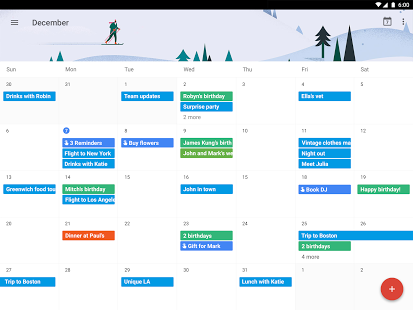 6:00
December
Sun Mon Tue Wed Thu Fri Sat
30 31 1 2 3 4 5
Drinks with Robin
Team updates
Robyn's birthday
Surprise party
2 more
Ella's vet
6 7 8 9 10 11 12
3 Reminders
Flight to New York
Drinks with Katie
Buy flowers
James Kung's birth
John and Mark's we
Vintage clothes ma
Night out
Meet Julia
13 14 15 16 17 18 19
Greenwich food tou
Mitch's birthday
Flight to Los Angele
John in town
Book DJ
Happy birthday!
20 21 22 23 24 25 26
Dinner at Paul's
2 birthdays
Gift for Mark
Trip to Boston
2 birthdays
4 more
27 28 29 30 31 1 2
Trip to Boston
Unique LA
Lunch with Katie